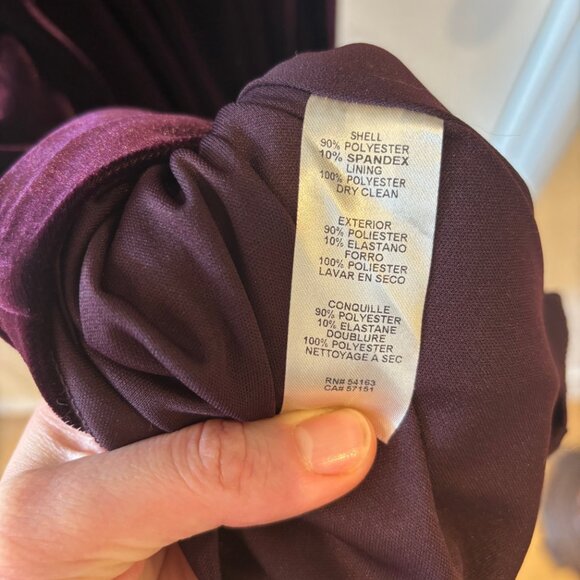 SHELL
90% POLYESTER
10% SPANDEX
LINING
100% POLYESTER
DRY CLEAN
EXTERIOR
90% POLIESTER
10% ELASTANO
FORRO
100% POLIESTER
LAVAR EN SECO
CONQUILLE
90% POLYESTER
10% ELASTANE
DOUBLURE
100% POLYESTER
NETTOYAGE A SEC
RN# 54163
CA# 57151